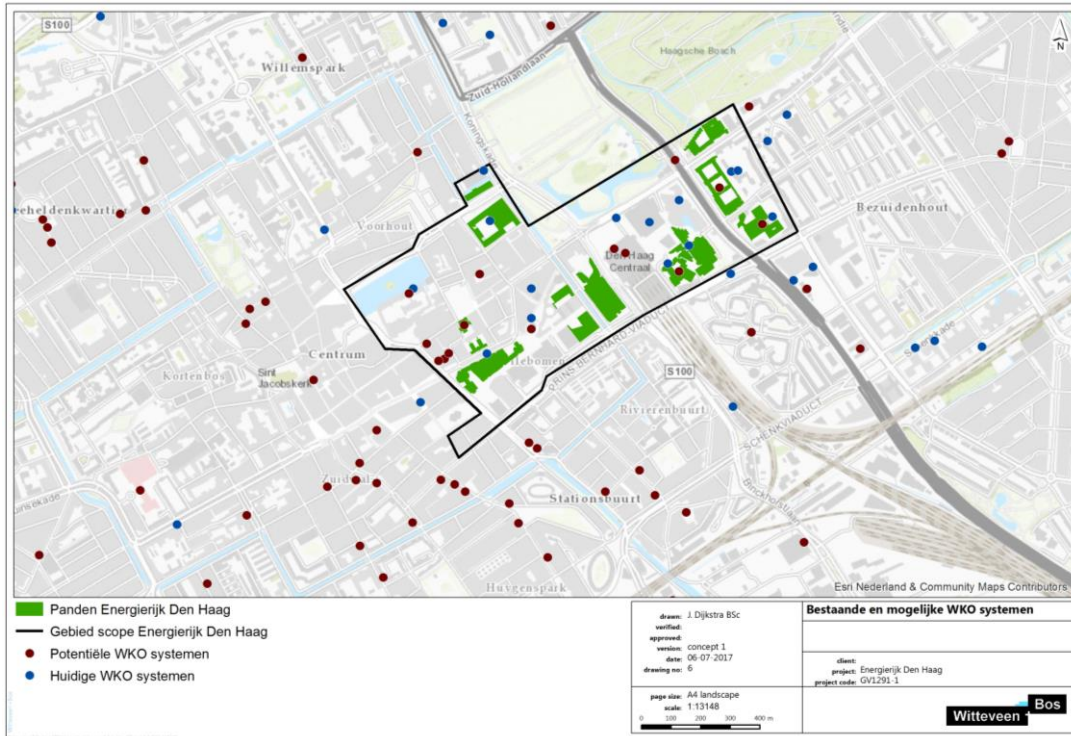 S100
Willemspark
Zuid-Hollandlaan
Haagsche Bosch
N
Koningskade
Voorhout
Bezuidenhout
Den Haag
Centraal
Centrum
Kortenbos
Sint
Jacobskerk
PRINS BERNHARD-VIADUCT
S100
Rivierenbuurt
SCHENKVIADUCT
Binckhorstlaan
Stationsbuurt
Huygenspark
Esri Nederland & Community Maps Contributors
Panden Energierijk Den Haag
Gebied scope Energierijk Den Haag
Potentiële WKO systemen
Huidige WKO systemen
drawn: J. Dijkstra BSc
verified:
approved:
version: concept 1
date: 06-07-2017
drawing no: 6
page size: A4 landscape
scale: 1:13148
0 100 200 300 400 m
Bestaande en mogelijke WKO systemen
client:
project: Energierijk Den Haag
project code: GV1291-1
Witteveen + Bos